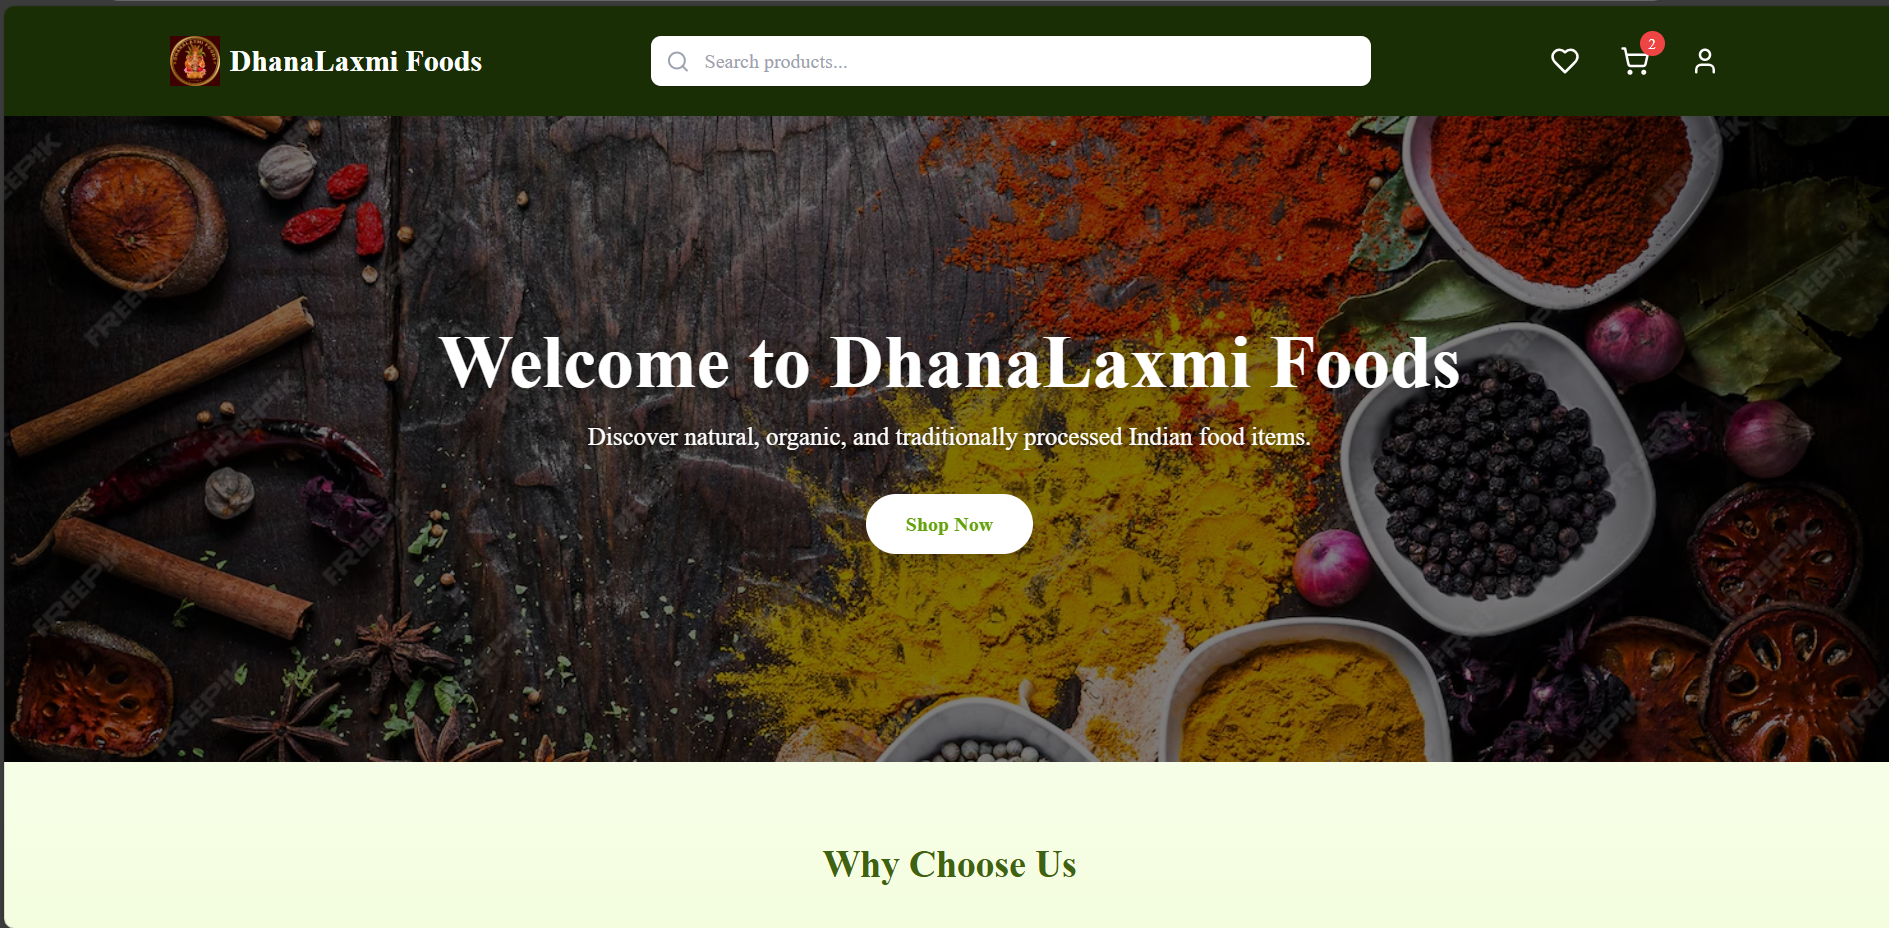 DhanaLaxmi Foods
Search products...
2
Welcome to DhanaLaxmi Foods
Discover natural, organic, and traditionally processed Indian food items.
Shop Now
FREEPIK
Why Choose Us